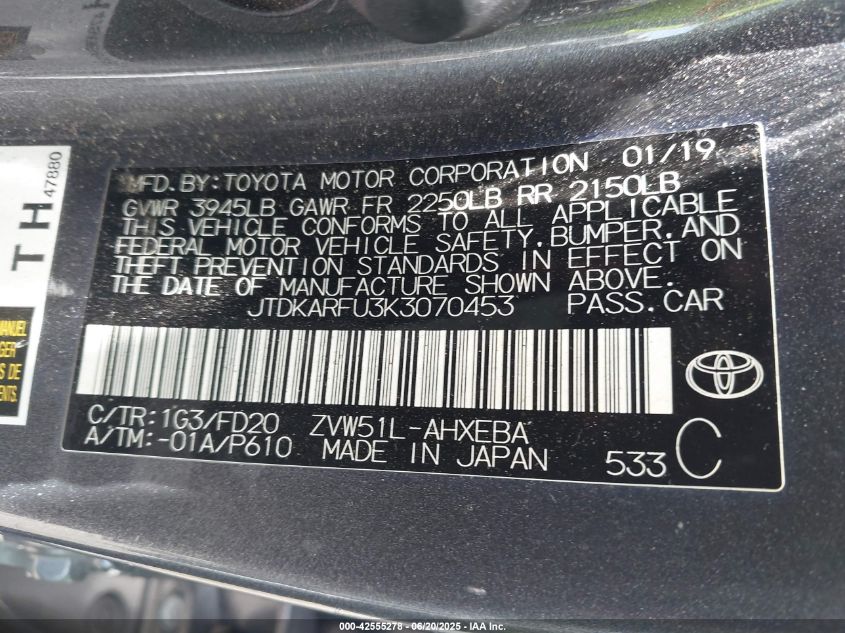 TH
47880
MANUEL
MFD. BY: TOYOTA MOTOR CORPORATION 01/19
GVWR 3945LB GAWR FR 2250LB RR 2150LB
THIS VEHICLE CONFORMS TO ALL APPLICABLE
FEDERAL MOTOR VEHICLE SAFETY, BUMPER, AND
THEFT PREVENTION STANDARDS IN EFFECT ON
THE DATE OF MANUFACTURE SHOWN ABOVE.
JTDKARFU3K3070453 PASS.CAR
C/TR: 1G3/FD20 ZVW51L-AHXEBA
A/TM: -01A/P610 MADE IN JAPAN 533 C
000-42555278 - 06/20/2025 - IAA Inc.